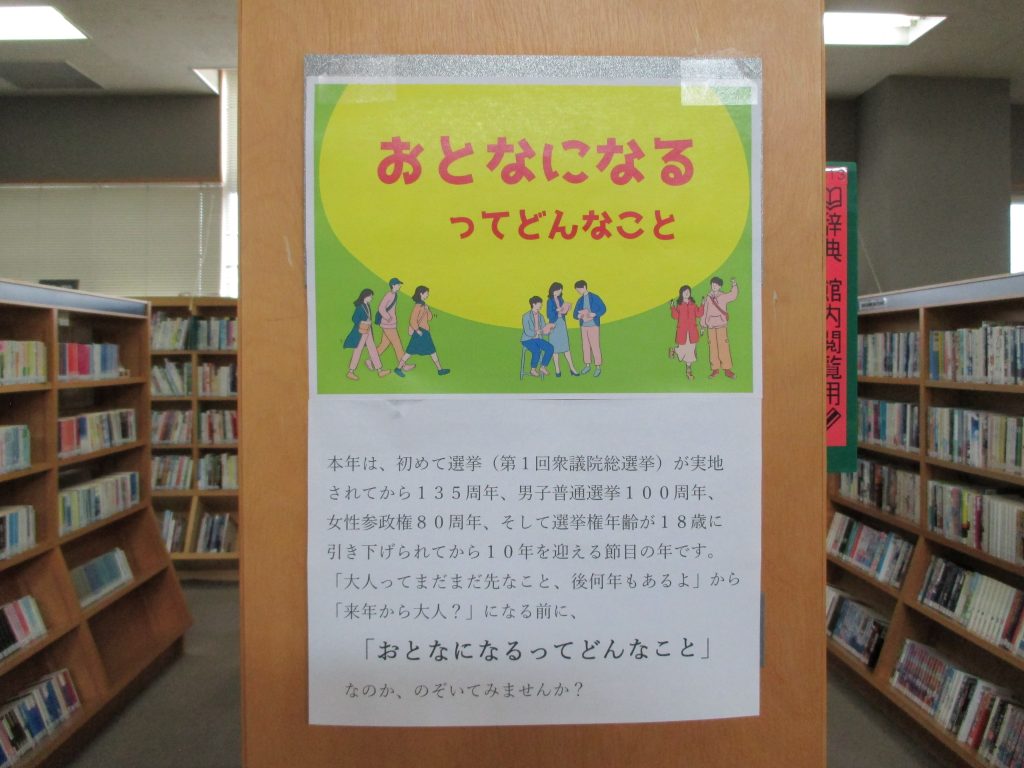 おとなになる
ってどんなこと
本年は、初めて選挙（第１回衆議院総選挙）が実地
されてから１３５周年、男子普通選挙１００周年、
女性参政権８０周年、そして選挙権年齢が１８歳に
引き下げられてから１０年を迎える節目の年です。
「大人ってまだまだ先なこと、後何年もあるよ」から
「来年から大人？」になる前に、
「おとなになるってどんなこと」
なのか、のぞいてみませんか？
辞典 館内閲覧用